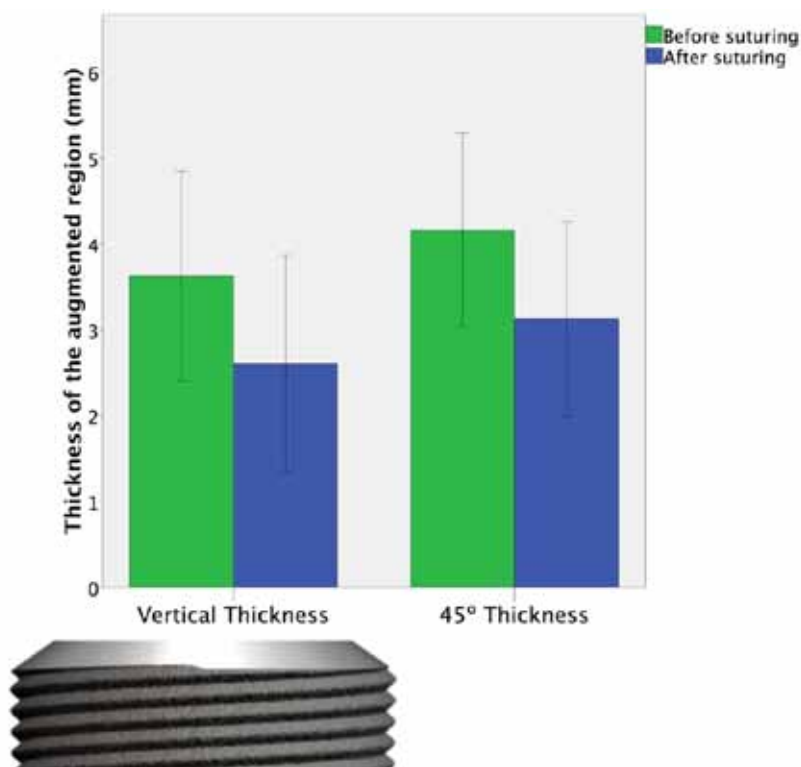 Before suturing
After suturing
Thickness of the augmented region (mm)
6
5
4
3
2
1
0
Vertical Thickness
45º Thickness